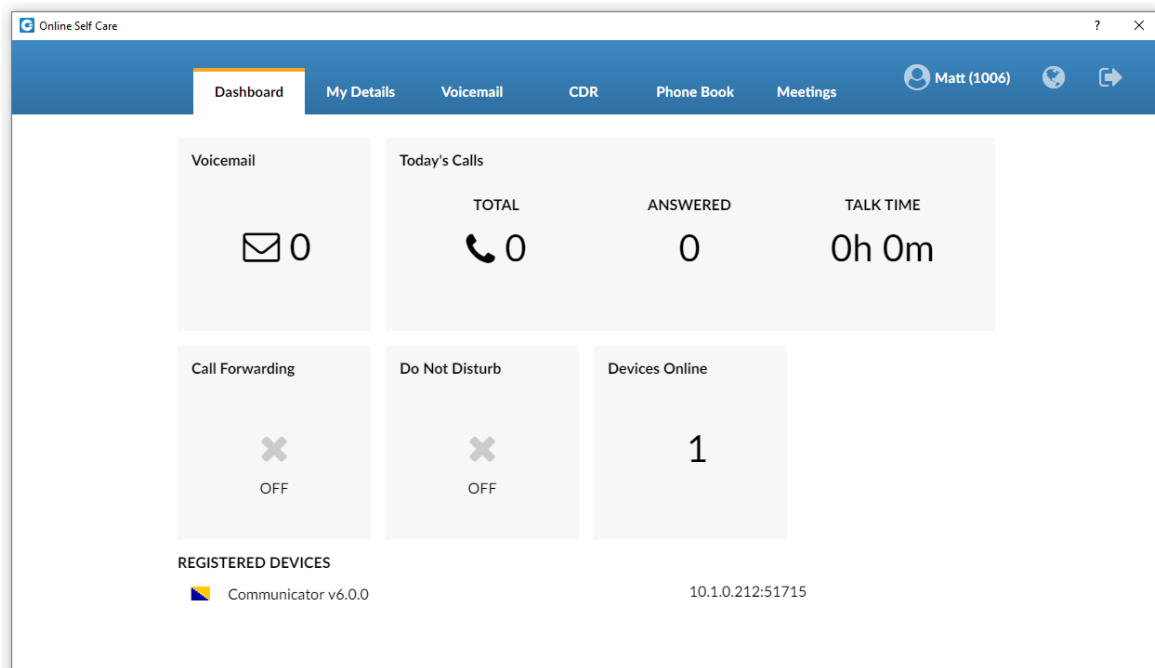 Online Self Care
?
Dashboard My Details Voicemail CDR Phone Book Meetings Matt (1006)
Voicemail
0
Today's Calls
TOTAL ANSWERED TALK TIME
0 0 0h 0m
Call Forwarding
OFF
Do Not Disturb
OFF
Devices Online
1
REGISTERED DEVICES
Communicator v6.0.0 10.1.0.212:51715